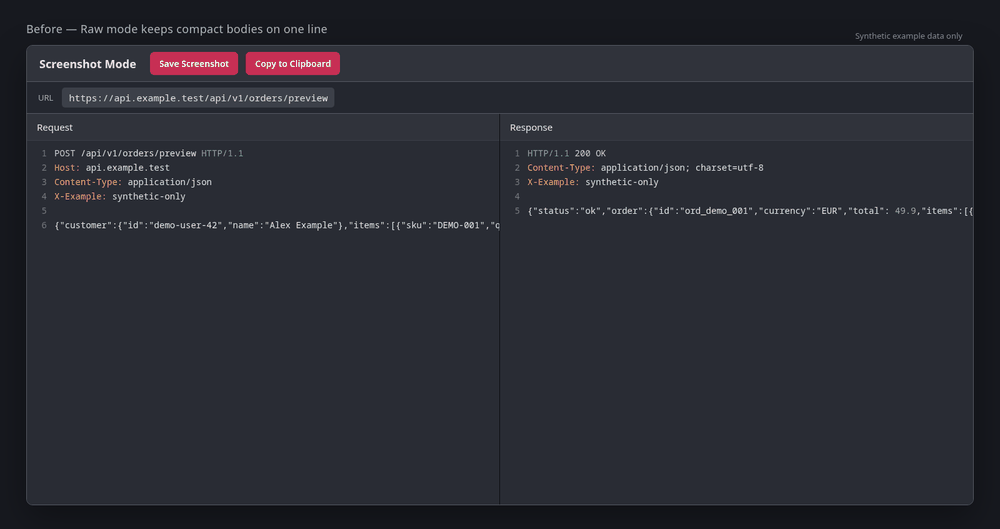 Before — Raw mode keeps compact bodies on one line
Synthetic example data only
Screenshot Mode
Save Screenshot
Copy to Clipboard
URL
https://api.example.test/api/v1/orders/preview
Request
1 POST /api/v1/orders/preview HTTP/1.1
2 Host: api.example.test
3 Content-Type: application/json
4 X-Example: synthetic-only
5
6 {"customer":{"id":"demo-user-42","name":"Alex Example"},"items":[{"sku":"DEMO-001","q
Response
1 HTTP/1.1 200 OK
2 Content-Type: application/json; charset=utf-8
3 X-Example: synthetic-only
4
5 {"status":"ok","order":{"id":"ord_demo_001","currency":"EUR","total": 49.9,"items":[{